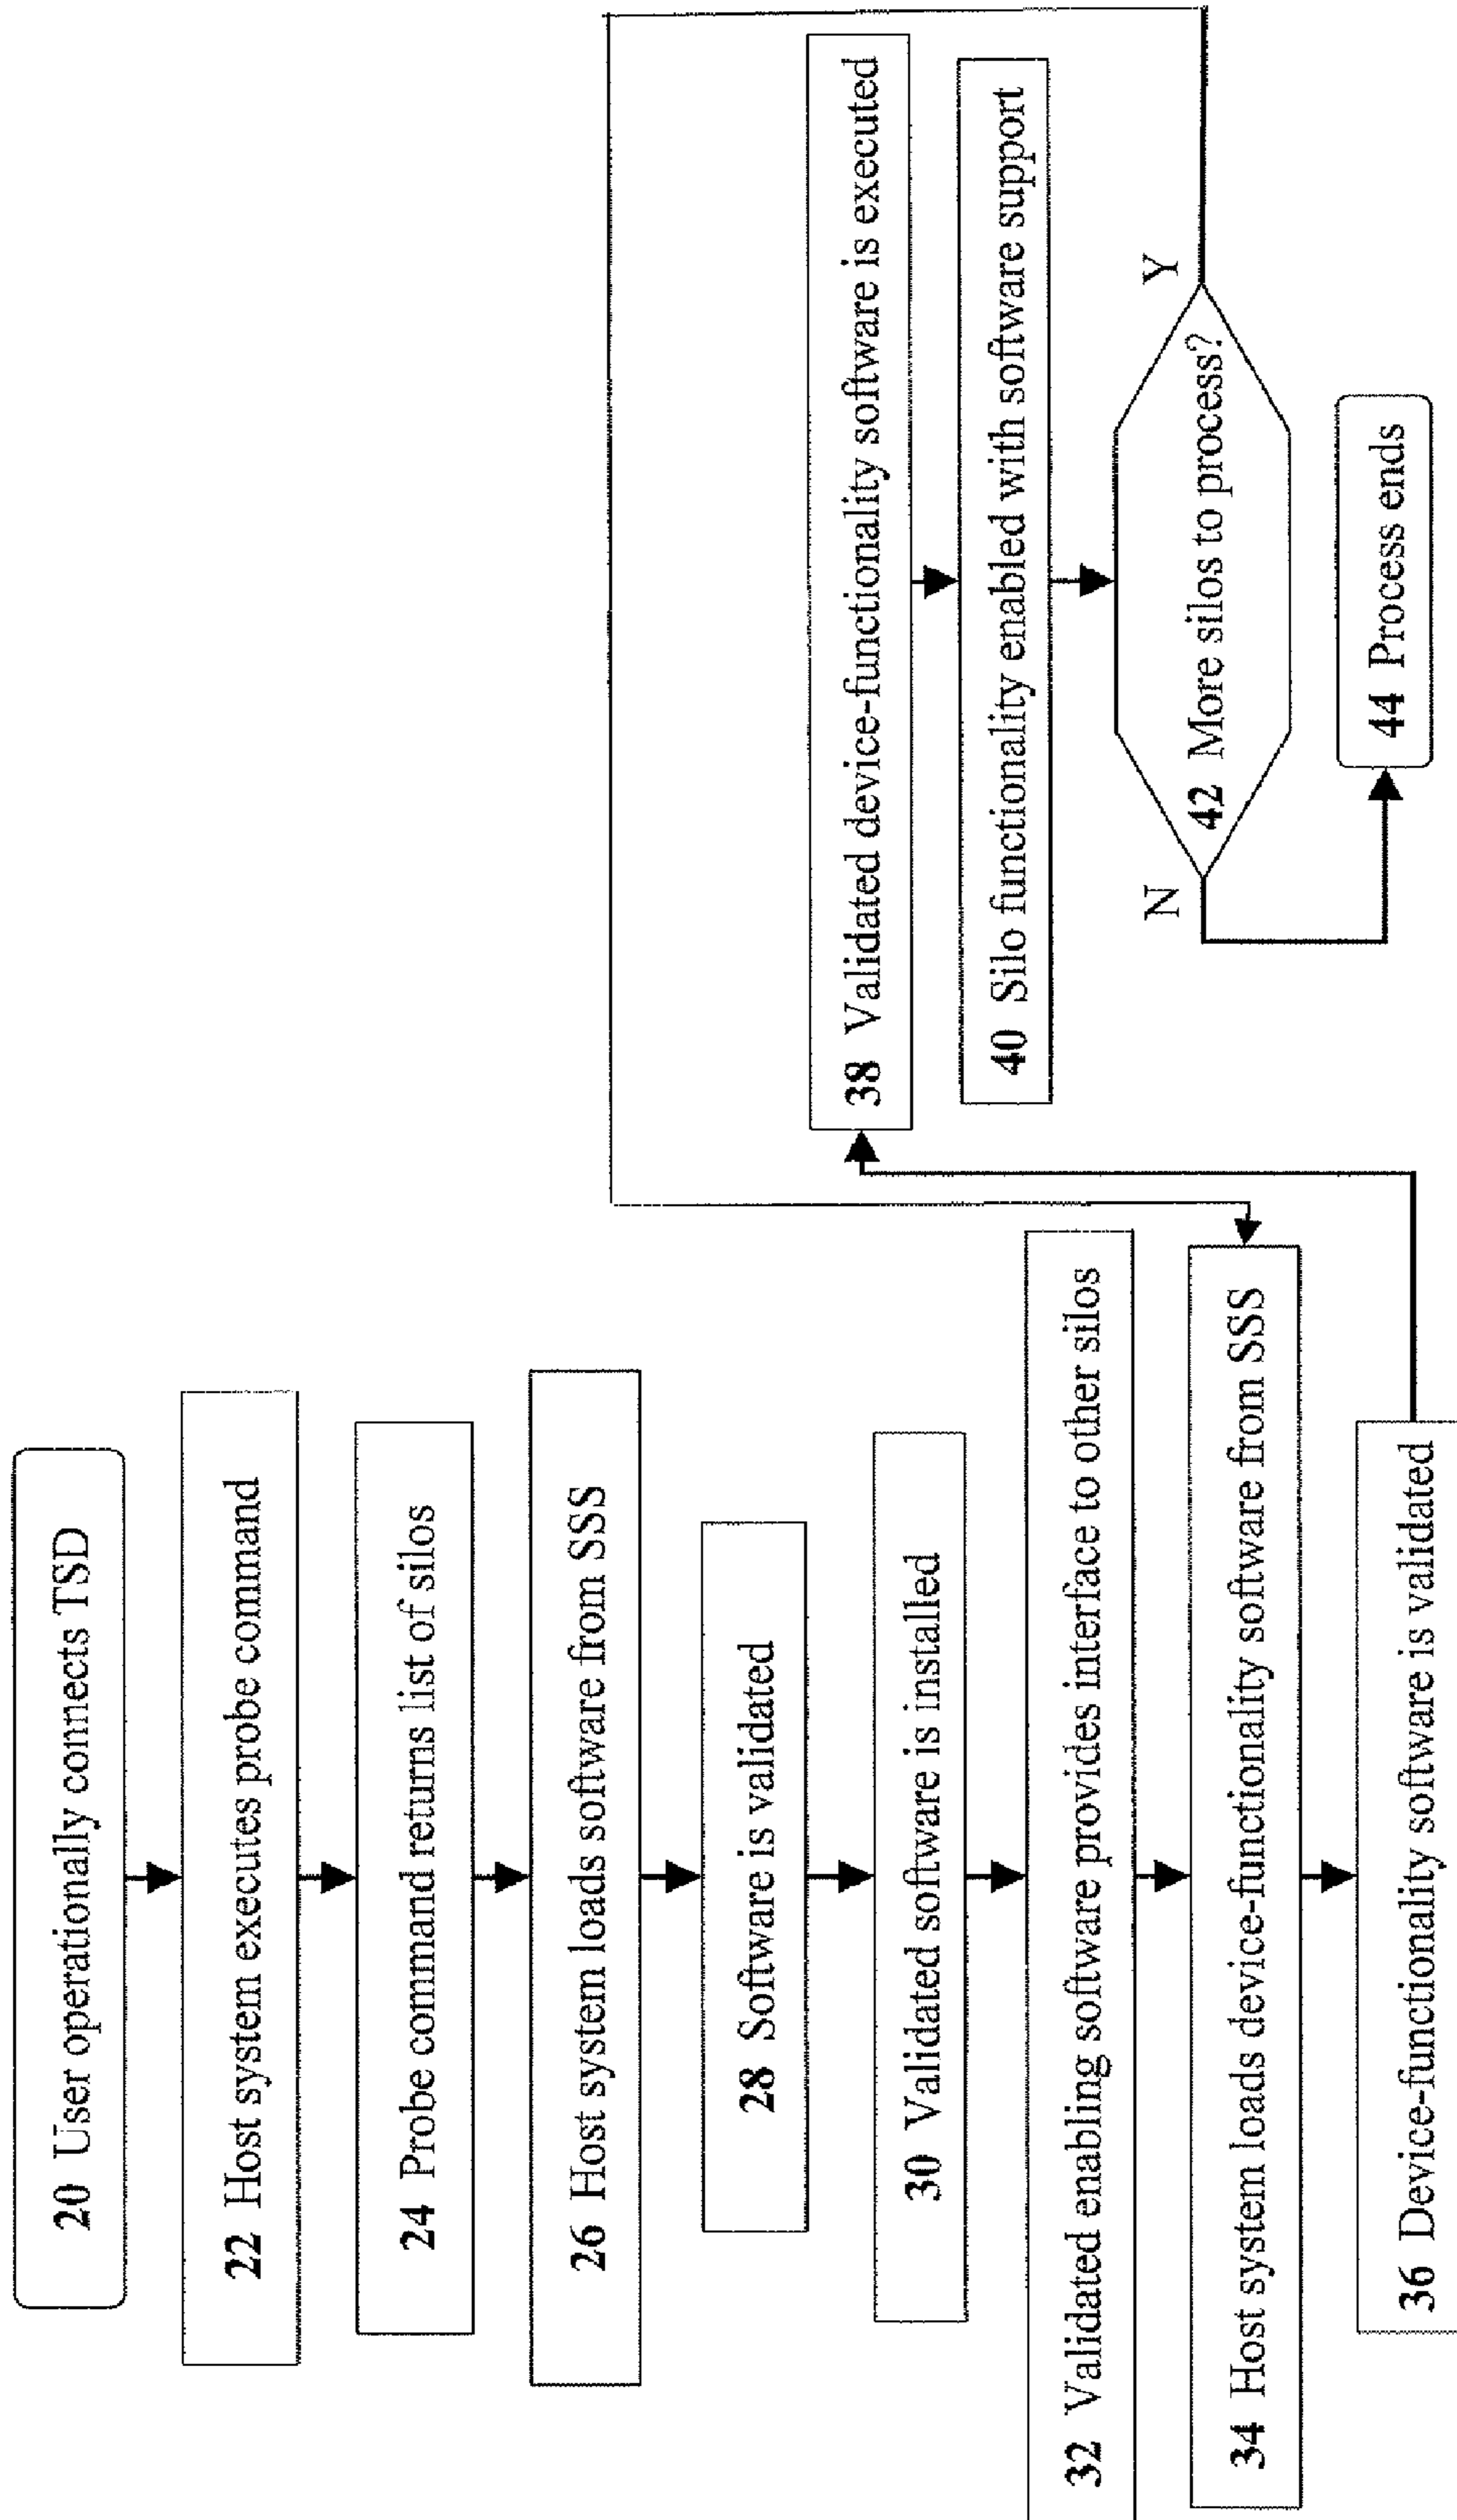 20 User operationally connects TSD
22 Host system executes probe command
24 Probe command returns list of silos
26 Host system loads software from SSS
28 Software is validated
30 Validated software is installed
32 Validated enabling software provides interface to other silos
34 Host system loads device-functionality software from SSS
36 Device-functionality software is validated
38 Validated device-functionality software is executed
40 Silo functionality enabled with software support
42 More silos to process?
N
Y
44 Process ends